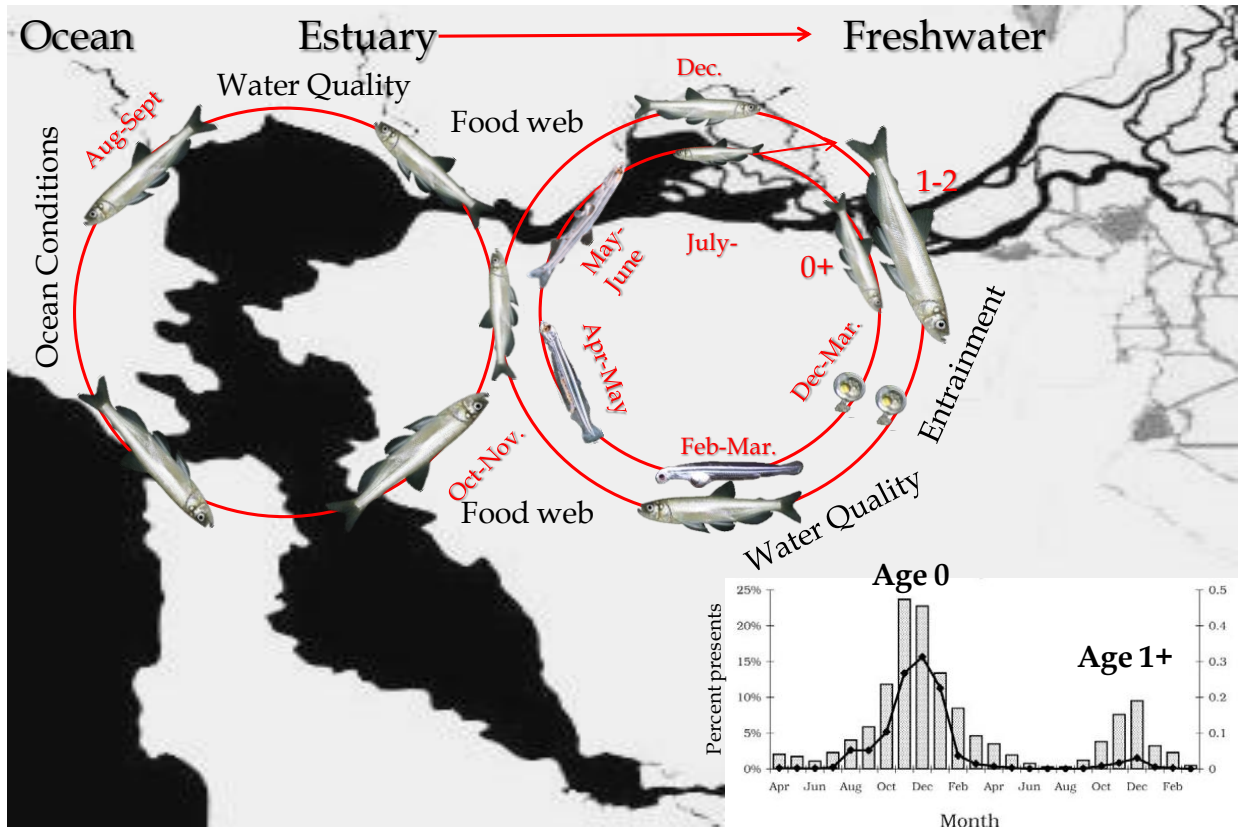 Ocean
Estuary
Freshwater
Water Quality
Food web
Dec.
Aug-Sept
Ocean Conditions
1-2
May-
June
July-
0+
Apr-May
Dec-Mar.
Entrainment
Feb-Mar.
Oct-Nov.
Food web
Water Quality
Age 0
Age 1+
Percent presents
25%
20%
15%
10%
5%
0%
0.5
0.4
0.3
0.2
0.1
0
Apr Jun Aug Oct Dec Feb Apr Jun Aug Oct Dec Feb
Month